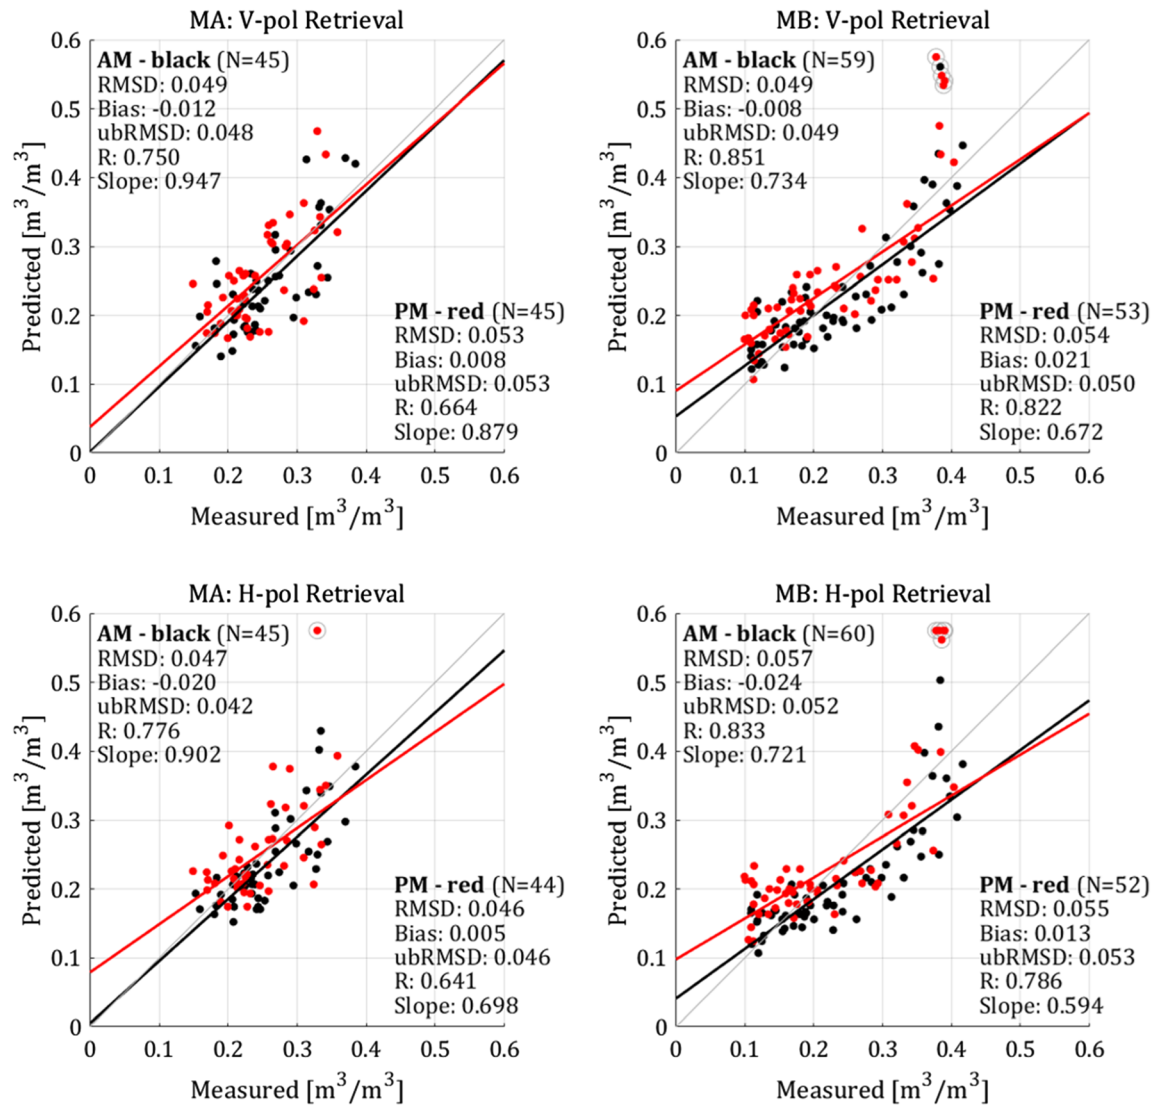 MA: V-pol Retrieval
AM - black (N=45)
RMSD: 0.049
Bias: -0.012
ubRMSD: 0.048
R: 0.750
Slope: 0.947
PM - red (N=45)
RMSD: 0.053
Bias: 0.008
ubRMSD: 0.053
R: 0.664
Slope: 0.879
0.6
0.5
0.4
0.3
0.2
0.1
0
Predicted [m³/m³]
0 0.1 0.2 0.3 0.4 0.5 0.6
Measured [m³/m³]
MB: V-pol Retrieval
AM - black (N=59)
RMSD: 0.049
Bias: -0.008
ubRMSD: 0.049
R: 0.851
Slope: 0.734
PM - red (N=53)
RMSD: 0.054
Bias: 0.021
ubRMSD: 0.050
R: 0.822
Slope: 0.672
0.6
0.5
0.4
0.3
0.2
0.1
0
Predicted [m³/m³]
0 0.1 0.2 0.3 0.4 0.5 0.6
Measured [m³/m³]
MA: H-pol Retrieval
AM - black (N=45)
RMSD: 0.047
Bias: -0.020
ubRMSD: 0.042
R: 0.776
Slope: 0.902
PM - red (N=44)
RMSD: 0.046
Bias: 0.005
ubRMSD: 0.046
R: 0.641
Slope: 0.698
0.6
0.5
0.4
0.3
0.2
0.1
0
Predicted [m³/m³]
0 0.1 0.2 0.3 0.4 0.5 0.6
Measured [m³/m³]
MB: H-pol Retrieval
AM - black (N=60)
RMSD: 0.057
Bias: -0.024
ubRMSD: 0.052
R: 0.833
Slope: 0.721
PM - red (N=52)
RMSD: 0.055
Bias: 0.013
ubRMSD: 0.053
R: 0.786
Slope: 0.594
0.6
0.5
0.4
0.3
0.2
0.1
0
Predicted [m³/m³]
0 0.1 0.2 0.3 0.4 0.5 0.6
Measured [m³/m³]